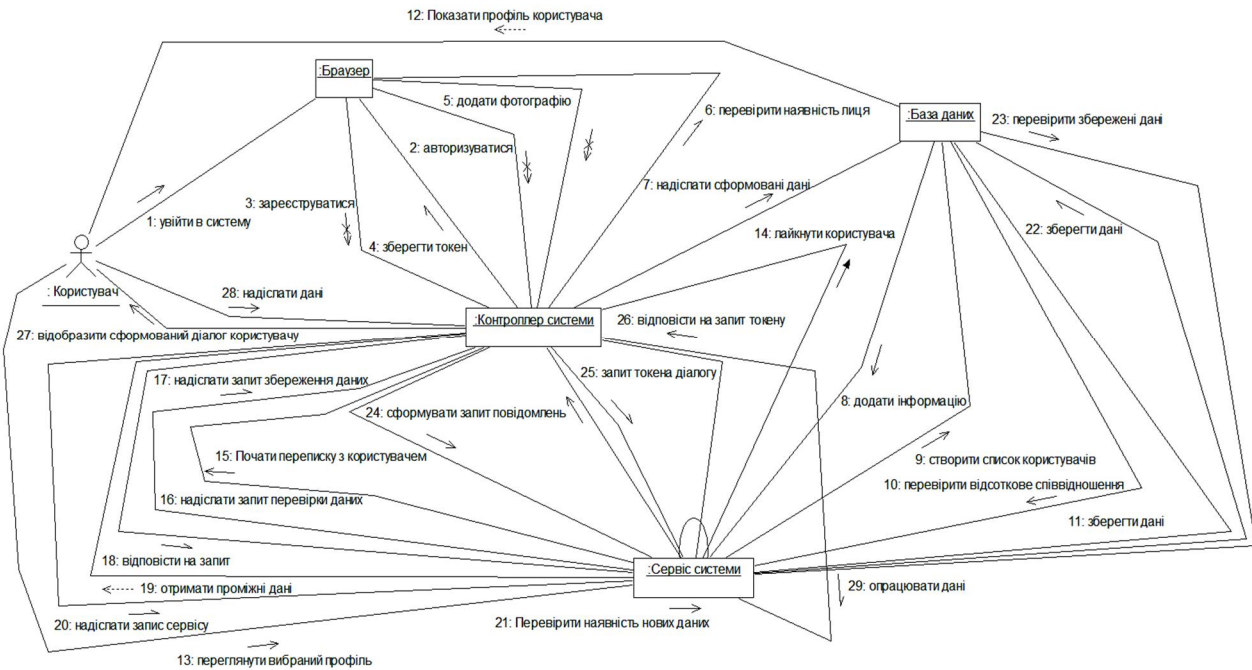 12: Показати профіль користувача
:Браузер
5: додати фотографію
6: перевірити наявність лиця
:База даних
23: перевірити збережені дані
2: авторизуватися
7: надіслати сформовані дані
3: зареєструватися
1: увійти в систему
14: лайкнути користувача
22: зберегти дані
4: зберегти токен
: Користувач
28: надіслати дані
:Контроллер системи
26: відповісти на запит токену
27: відобразити сформований діалог користувачу
17: надіслати запит збереження даних
25: запит токена діалогу
24: сформувати запит повідомлень
8: додати інформацію
15: Почати переписку з користувачем
9: створити список користувачів
16: надіслати запит перевірки даних
10: перевірити відсоткове співвідношення
11: зберегти дані
18: відповісти на запит
:Сервіс системи
19: отримати проміжні дані
29: опрацювати дані
20: надіслати запис сервісу
21: Перевірити наявність нових даних
13: переглянути вибраний профіль